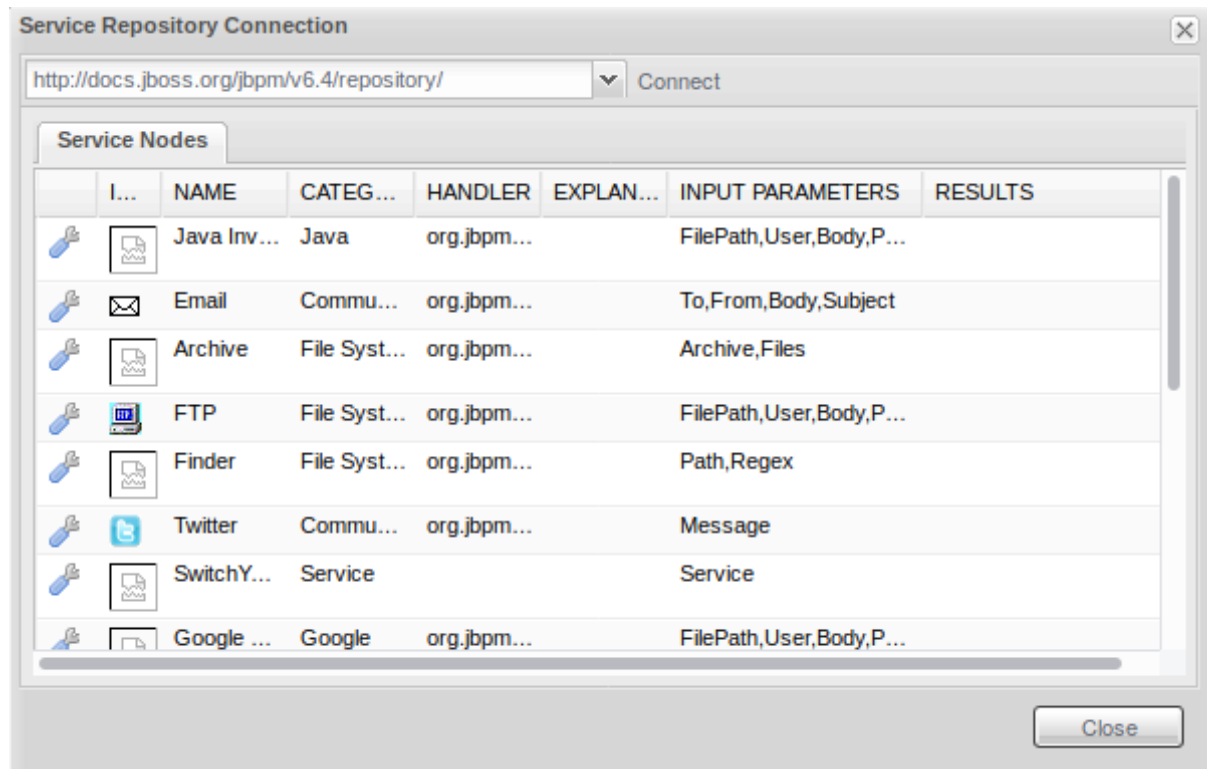 Service Repository Connection
http://docs.jboss.org/jbpm/v6.4/repository/ Connect
Service Nodes
I... NAME CATEG... HANDLER EXPLAN... INPUT PARAMETERS RESULTS
Java Inv... Java org.jbpm... FilePath,User,Body,P...
Email Commu... org.jbpm... To,From,Body,Subject
Archive File Syst... org.jbpm... Archive,Files
FTP File Syst... org.jbpm... FilePath,User,Body,P...
Finder File Syst... org.jbpm... Path,Regex
Twitter Commu... org.jbpm... Message
SwitchY... Service Service
Google ... Google org.jbpm... FilePath,User,Body,P...
Close